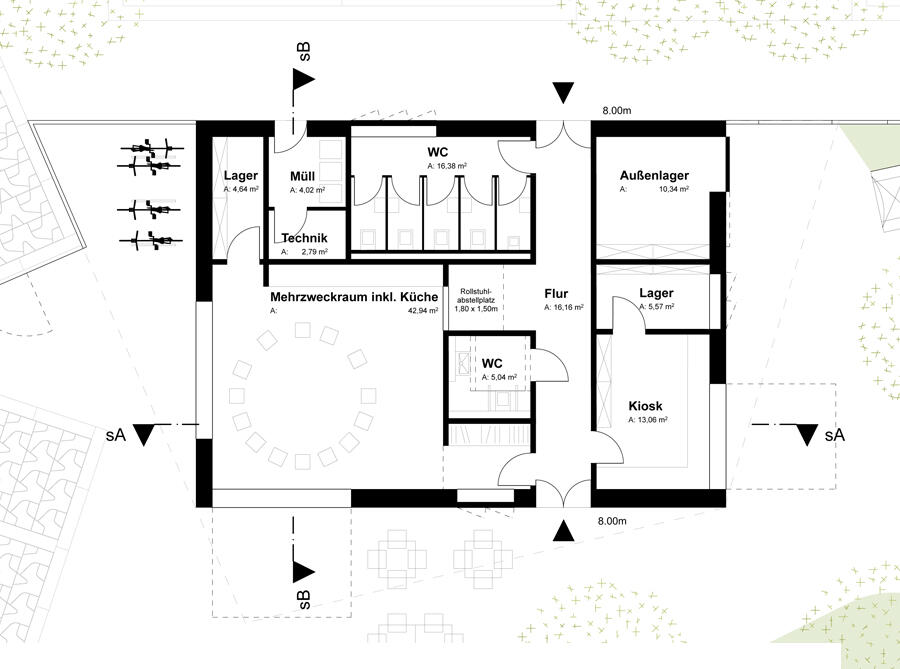 sB
8.00m
Lager
A: 4,64 m²
Müll
A: 4,02 m²
WC
A: 16,38 m²
Außenlager
A: 10,34 m²
Technik
A: 2,79 m²
Mehrzweckraum inkl. Küche
A: 42,94 m²
Rollstuhl-
abstellplatz
1,80 x 1,50m
Flur
A: 16,16 m²
Lager
A: 5,57 m²
WC
A: 5,04 m²
Kiosk
A: 13,06 m²
sA
sA
8.00m
sB